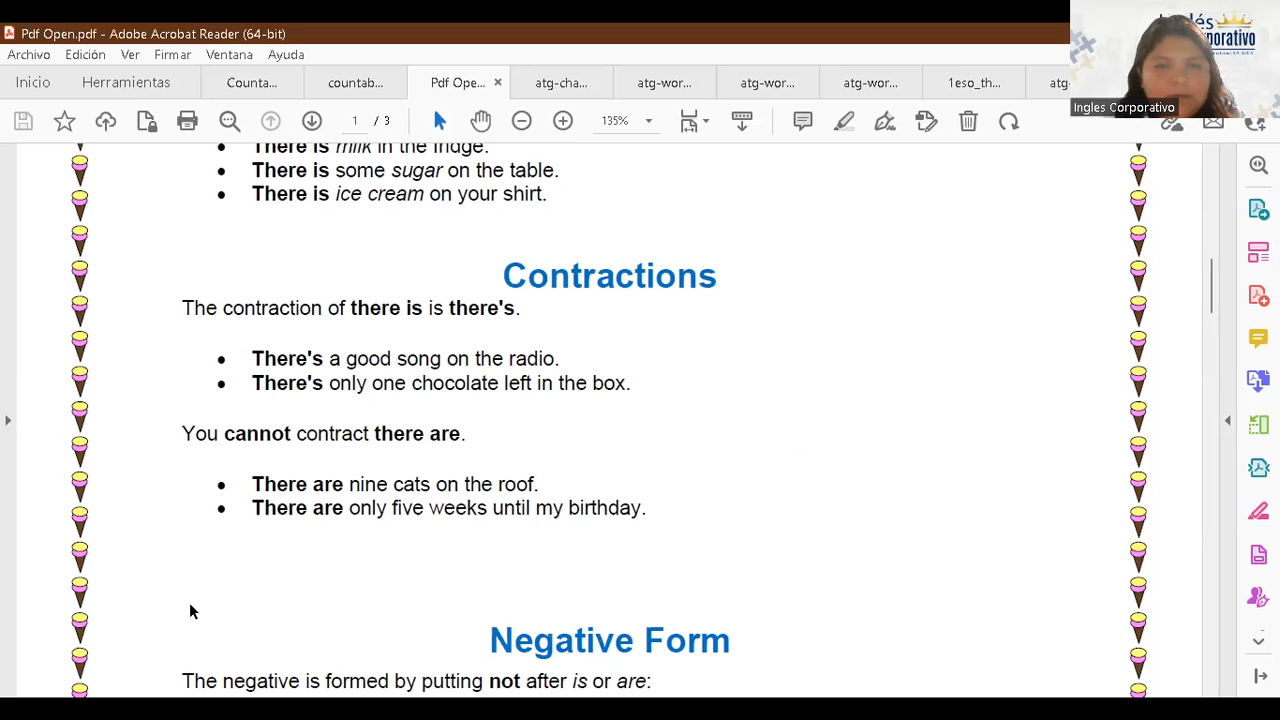 Pdf Open.pdf - Adobe Acrobat Reader (64-bit)
Archivo Edición Ver Firmar Ventana Ayuda
Inicio Herramientas Counta... countab... Pdf Ope... × atg-cha... atg-wor... atg-wor... atg-wor... 1eso_th...
Ingles Corporativo
1 / 3 135%
There is milk in the fridge.
There is some sugar on the table.
There is ice cream on your shirt.
Contractions
The contraction of there is is there's.
There's a good song on the radio.
There's only one chocolate left in the box.
You cannot contract there are.
There are nine cats on the roof.
There are only five weeks until my birthday.
Negative Form
The negative is formed by putting not after is or are: